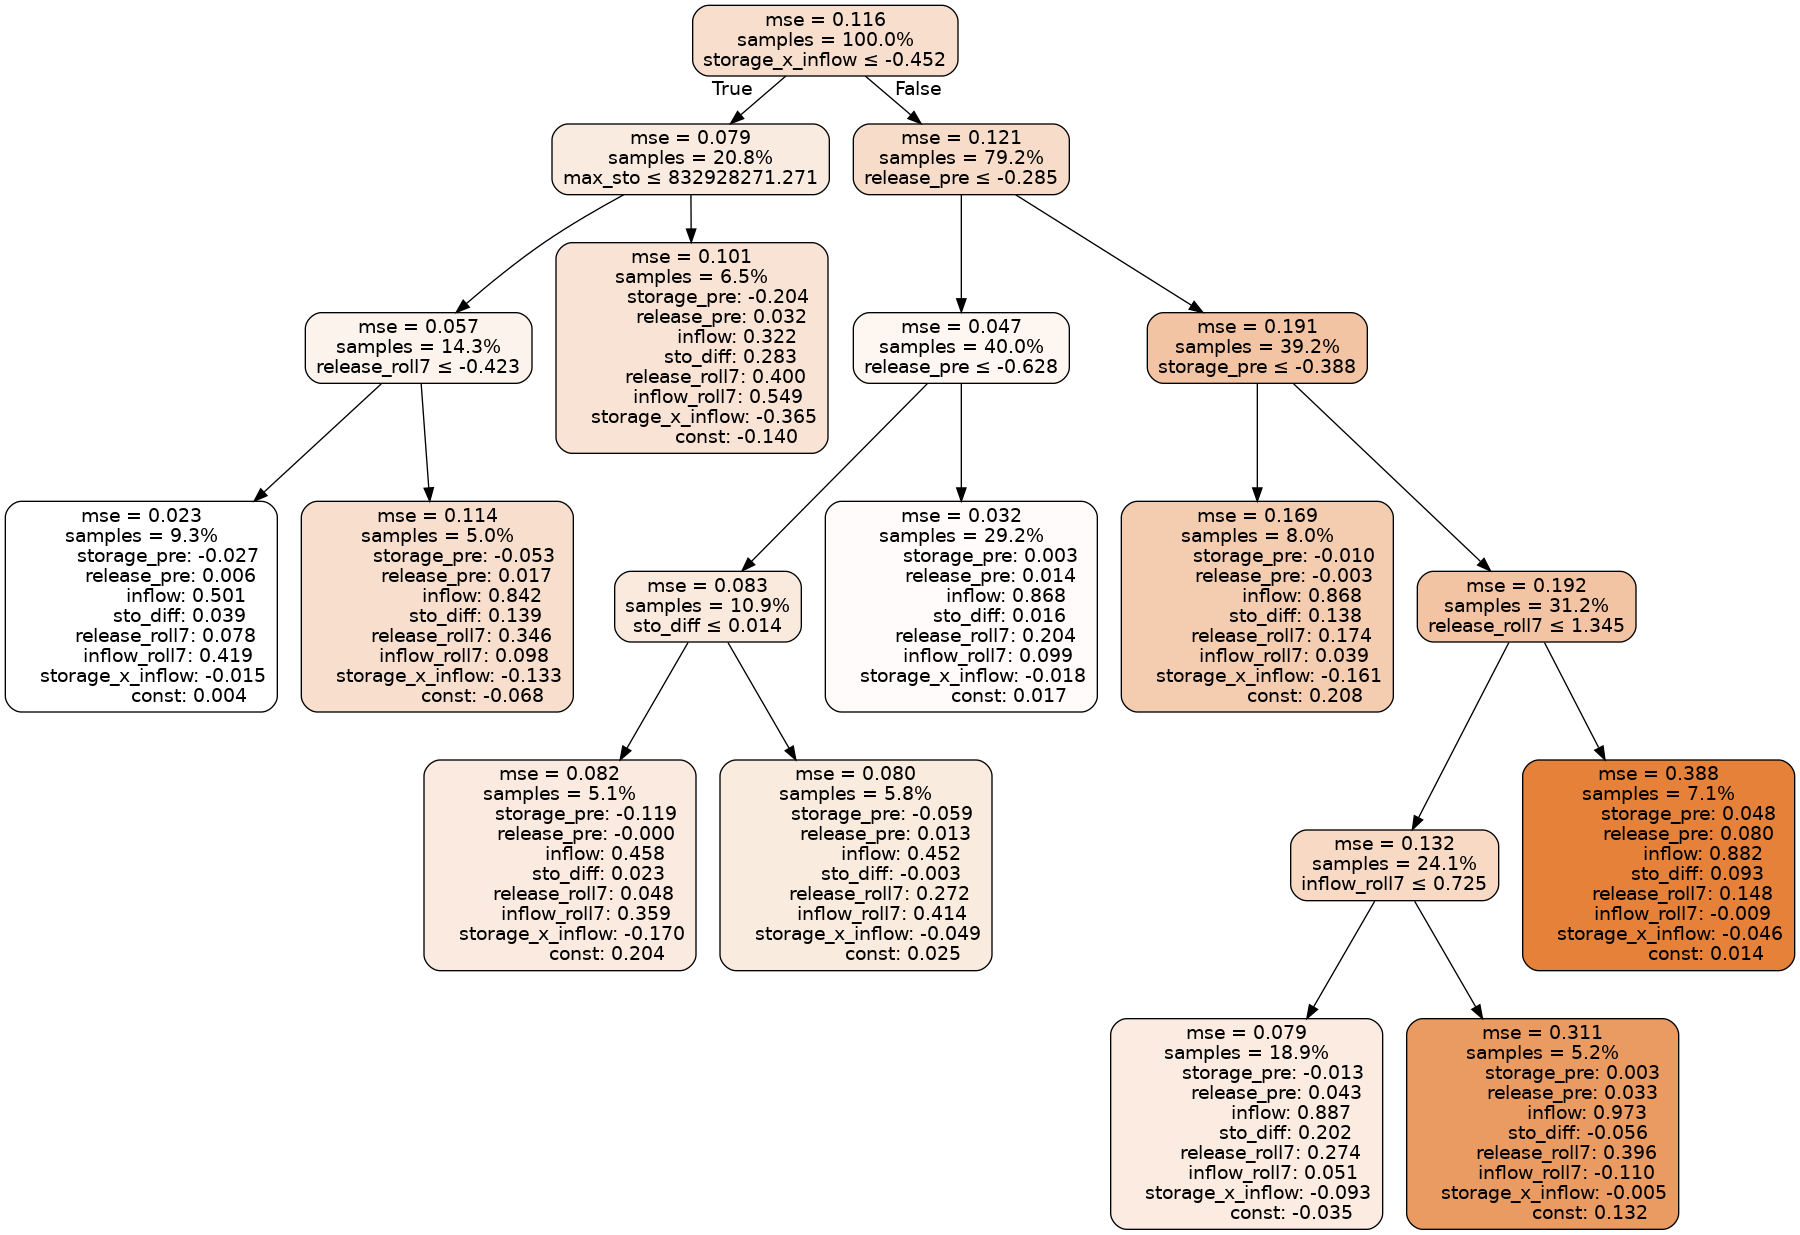 mse = 0.116
samples = 100.0%
storage_x_inflow ≤ -0.452
True
False
mse = 0.079
samples = 20.8%
max_sto ≤ 832928271.271
mse = 0.121
samples = 79.2%
release_pre ≤ -0.285
mse = 0.057
samples = 14.3%
release_roll7 ≤ -0.423
mse = 0.101
samples = 6.5%
storage_pre: -0.204
release_pre: 0.032
inflow: 0.322
sto_diff: 0.283
release_roll7: 0.400
inflow_roll7: 0.549
storage_x_inflow: -0.365
const: -0.140
mse = 0.047
samples = 40.0%
release_pre ≤ -0.628
mse = 0.191
samples = 39.2%
storage_pre ≤ -0.388
mse = 0.023
samples = 9.3%
storage_pre: -0.027
release_pre: 0.006
inflow: 0.501
sto_diff: 0.039
release_roll7: 0.078
inflow_roll7: 0.419
storage_x_inflow: -0.015
const: 0.004
mse = 0.114
samples = 5.0%
storage_pre: -0.053
release_pre: 0.017
inflow: 0.842
sto_diff: 0.139
release_roll7: 0.346
inflow_roll7: 0.098
storage_x_inflow: -0.133
const: -0.068
mse = 0.083
samples = 10.9%
sto_diff ≤ 0.014
mse = 0.032
samples = 29.2%
storage_pre: 0.003
release_pre: 0.014
inflow: 0.868
sto_diff: 0.016
release_roll7: 0.204
inflow_roll7: 0.099
storage_x_inflow: -0.018
const: 0.017
mse = 0.169
samples = 8.0%
storage_pre: -0.010
release_pre: -0.003
inflow: 0.868
sto_diff: 0.138
release_roll7: 0.174
inflow_roll7: 0.039
storage_x_inflow: -0.161
const: 0.208
mse = 0.192
samples = 31.2%
release_roll7 ≤ 1.345
mse = 0.082
samples = 5.1%
storage_pre: -0.119
release_pre: -0.000
inflow: 0.458
sto_diff: 0.023
release_roll7: 0.048
inflow_roll7: 0.359
storage_x_inflow: -0.170
const: 0.204
mse = 0.080
samples = 5.8%
storage_pre: -0.059
release_pre: 0.013
inflow: 0.452
sto_diff: -0.003
release_roll7: 0.272
inflow_roll7: 0.414
storage_x_inflow: -0.049
const: 0.025
mse = 0.132
samples = 24.1%
inflow_roll7 ≤ 0.725
mse = 0.388
samples = 7.1%
storage_pre: 0.048
release_pre: 0.080
inflow: 0.882
sto_diff: 0.093
release_roll7: 0.148
inflow_roll7: -0.009
storage_x_inflow: -0.046
const: 0.014
mse = 0.079
samples = 18.9%
storage_pre: -0.013
release_pre: 0.043
inflow: 0.887
sto_diff: 0.202
release_roll7: 0.274
inflow_roll7: 0.051
storage_x_inflow: -0.093
const: -0.035
mse = 0.311
samples = 5.2%
storage_pre: 0.003
release_pre: 0.033
inflow: 0.973
sto_diff: -0.056
release_roll7: 0.396
inflow_roll7: -0.110
storage_x_inflow: -0.005
const: 0.132